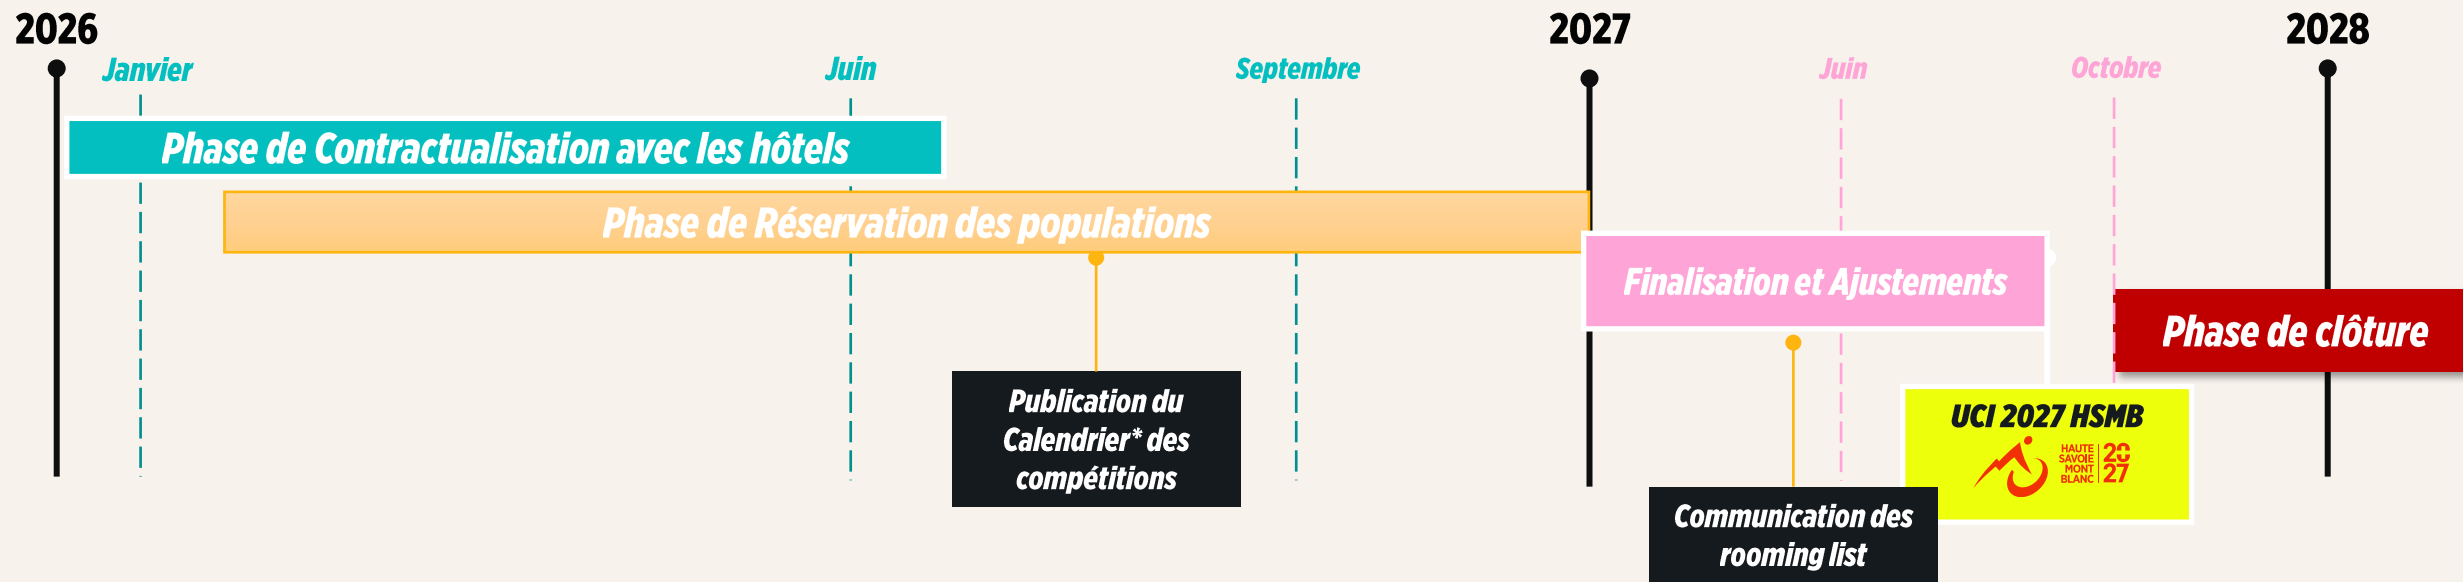 2026
2027
2028
Janvier
Juin
Septembre
Juin
Octobre
Phase de Contractualisation avec les hôtels
Phase de Réservation des populations
Finalisation et Ajustements
Phase de clôture
Publication du
Calendrier* des
compétitions
UCI 2027 HSMB
HAUTE
SAVOIE
MONT
BLANC
20
27
Communication des
rooming list